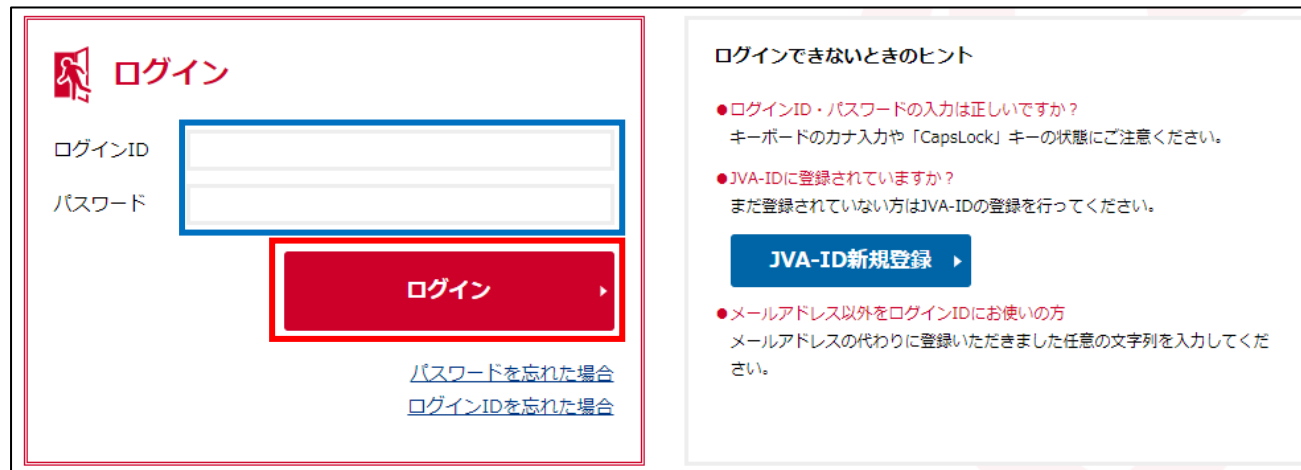 ログイン
ログインID
パスワード
ログイン
パスワードを忘れた場合
ログインIDを忘れた場合
ログインできないときのヒント
●ログインID・パスワードの入力は正しいですか？
キーボードのカナ入力や「CapsLock」キーの状態にご注意ください。
●JVA-IDに登録されていますか？
まだ登録されていない方はJVA-IDの登録を行ってください。
JVA-ID新規登録
●メールアドレス以外をログインIDにお使いの方
メールアドレスの代わりに登録いただきました任意の文字列を入力してくだ
さい。